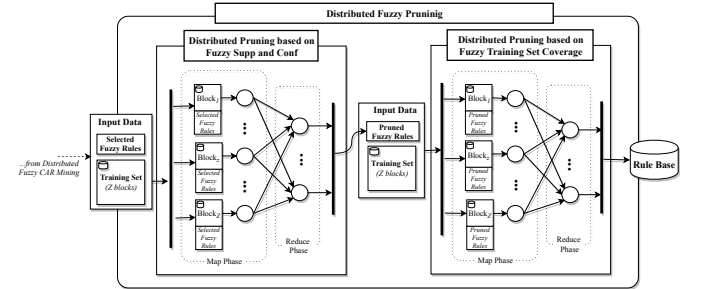 Distributed Fuzzy Pruninig
Distributed Pruning based on
Fuzzy Supp and Conf
Distributed Pruning based on
Fuzzy Training Set Coverage
Input Data
Selected
Fuzzy Rules
Training Set
(Z blocks)
...from Distributed
Fuzzy CAR Mining
Block1
Selected
Fuzzy
Rules
Blockz
Selected
Fuzzy
Rules
BlockZ
Selected
Fuzzy
Rules
Map Phase
Reduce
Phase
Input Data
Pruned
Fuzzy Rules
Training Set
(Z blocks)
Block1
Pruned
Fuzzy
Rules
Blockz
Pruned
Fuzzy
Rules
BlockZ
Pruned
Fuzzy
Rules
Map Phase
Reduce
Phase
Rule Base